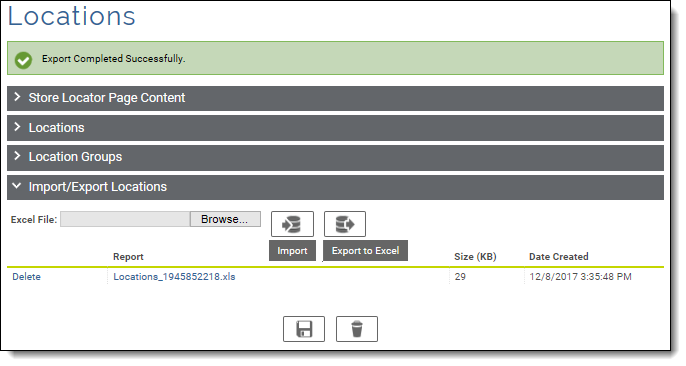 Locations
Export Completed Successfully.
Store Locator Page Content
Locations
Location Groups
Import/Export Locations
Excel File: Browse...
Import Export to Excel
Report Size (KB) Date Created
Delete Locations_1945852218.xls 29 12/8/2017 3:35:48 PM